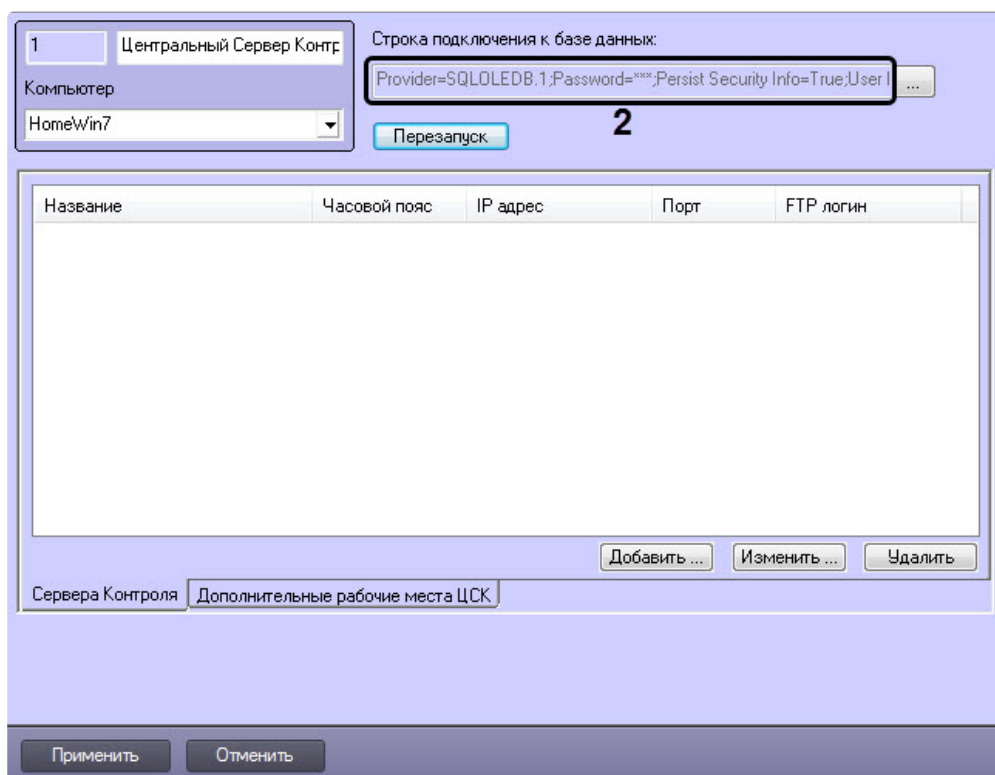 1
Центральный Сервер Контр
Компьютер
HomeWin7
Строка подключения к базе данных:
Provider=SQLOLEDB.1;Password=***;Persist Security Info=True;User I
...
2
Перезапуск
Название Часовой пояс IP адрес Порт FTP логин
Добавить ... Изменить ... Удалить
Сервера Контроля Дополнительные рабочие места ЦСК
Применить Отменить